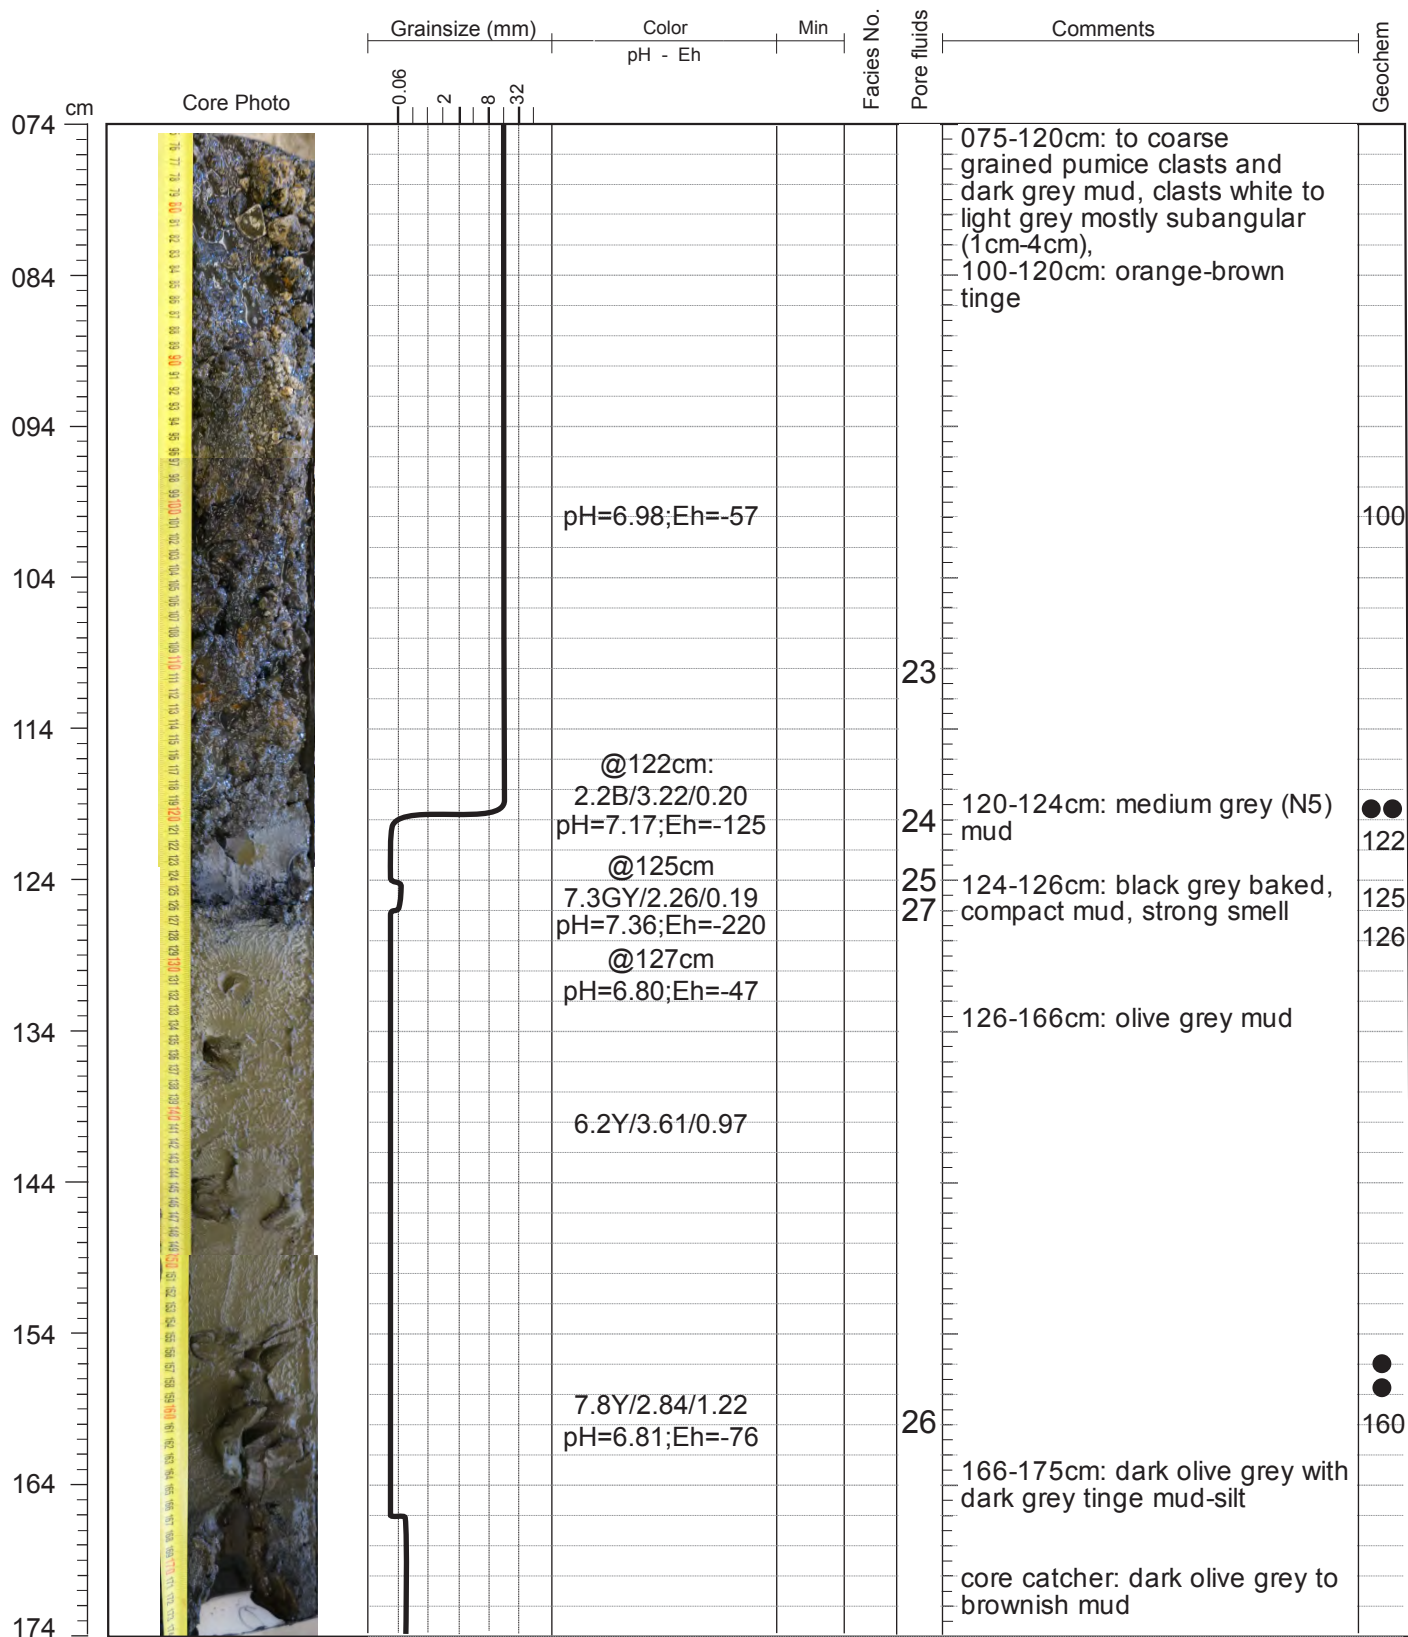 Grainsize (mm)
Color
Min
Facies No.
Pore fluids
Comments
Geochem
pH - Eh
cm
Core Photo
0.06
2
8
32
074
084
094
104
114
124
134
144
154
164
174
075-120cm: to coarse
grained pumice clasts and
dark grey mud, clasts white to
light grey mostly subangular
(1cm-4cm),
100-120cm: orange-brown
tinge
pH=6.98;Eh=-57
100
23
@122cm:
2.2B/3.22/0.20
pH=7.17;Eh=-125
24
120-124cm: medium grey (N5)
mud
122
@125cm
7.3GY/2.26/0.19
pH=7.36;Eh=-220
25
27
124-126cm: black grey baked,
compact mud, strong smell
125
126
@127cm
pH=6.80;Eh=-47
126-166cm: olive grey mud
6.2Y/3.61/0.97
7.8Y/2.84/1.22
pH=6.81;Eh=-76
26
160
166-175cm: dark olive grey with
dark grey tinge mud-silt
core catcher: dark olive grey to
brownish mud